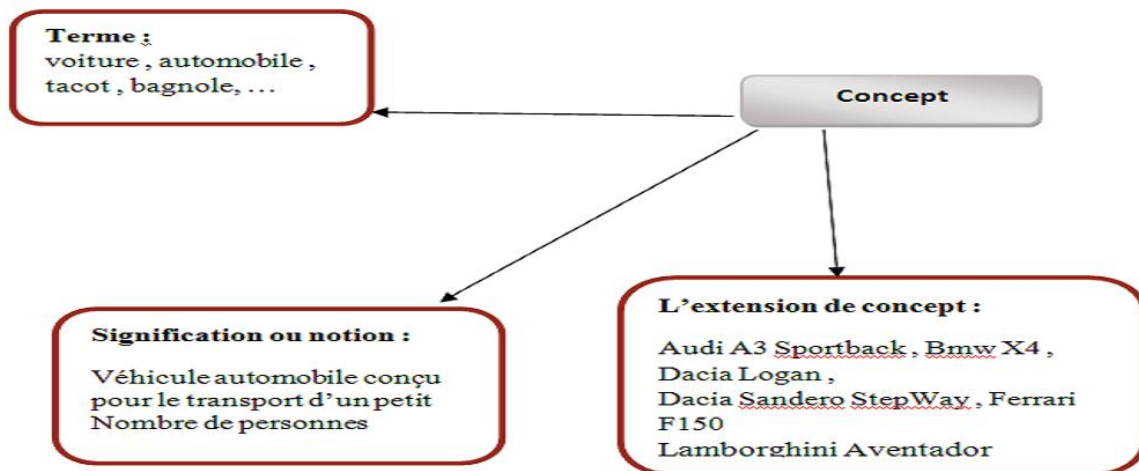 Terme :
voiture , automobile ,
tacot , bagnole, …
Concept
Signification ou notion :
Véhicule automobile conçu
pour le transport d’un petit
Nombre de personnes
L’extension de concept :
Audi A3 Sportback , Bmw X4 ,
Dacia Logan ,
Dacia Sandero StepWay , Ferrari
F150
Lamborghini Aventador